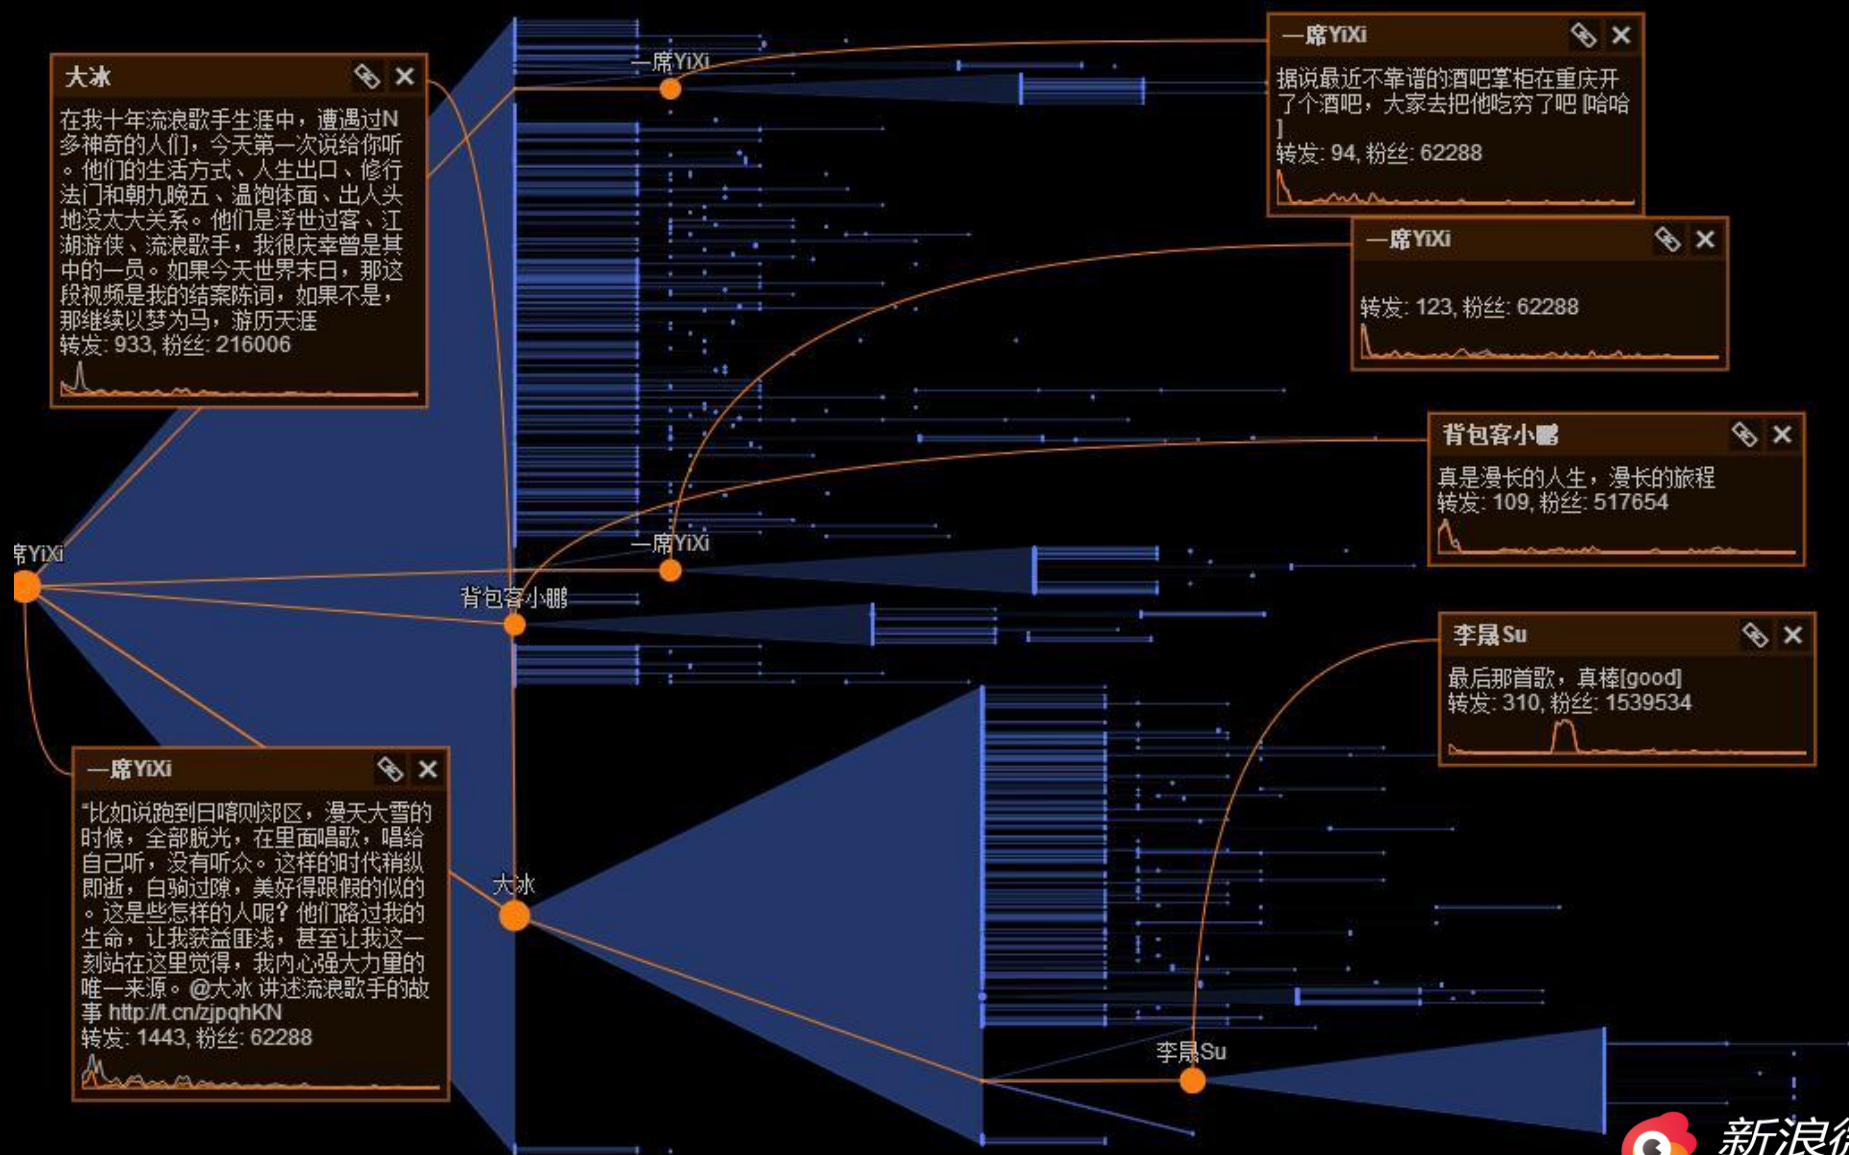 大冰
在我十年流浪歌手生涯中，遭遇过N
多神奇的人们，今天第一次说给你听
。他们的生活方式、人生出口、修行
法门和朝九晚五、温饱体面、出人头
地没太大关系。他们是浮世过客、江
湖游侠、流浪歌手，我很庆幸曾是其
中的一员。如果今天世界末日，那这
段视频是我的结案陈词，如果不是，
那继续以梦为马，游历天涯
转发: 933, 粉丝: 216006
一席YiXi
一席YiXi
据说最近不靠谱的酒吧掌柜在重庆开
了个酒吧，大家去把他吃穷了吧 [哈哈
]
转发: 94, 粉丝: 62288
一席YiXi
转发: 123, 粉丝: 62288
背包客小鹏
真是漫长的人生，漫长的旅程
转发: 109, 粉丝: 517654
席YiXi
一席YiXi
背包客小鹏
李晟Su
最后那首歌，真棒[good]
转发: 310, 粉丝: 1539534
一席YiXi
“比如说跑到日喀则郊区，漫天大雪的
时候，全部脱光，在里面唱歌，唱给
自己听，没有听众。这样的时代稍纵
即逝，白驹过隙，美好得跟假的似的
。这是些怎样的人呢？他们路过我的
生命，让我获益匪浅，甚至让我这一
刻站在这里觉得，我内心强大力量的
唯一来源。@大冰 讲述流浪歌手的故
事 http://t.cn/zjpqhKN
转发: 1443, 粉丝: 62288
大冰
李晟Su
新浪微